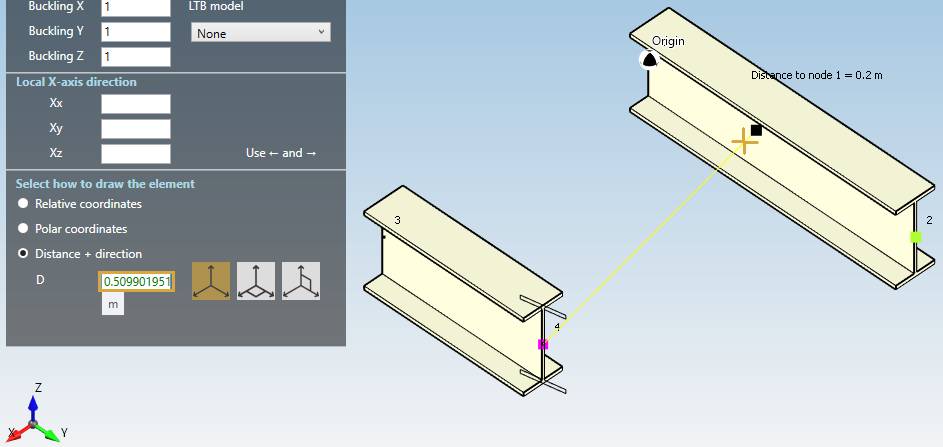 Buckling X 1 LTB model
Buckling Y 1 None
Buckling Z 1
Local X-axis direction
Xx
Xy
Xz Use ← and →
Select how to draw the element
Relative coordinates
Polar coordinates
Distance + direction
D 0.509901951
m
Origin
Distance to node 1 = 0.2 m
2
3
4
Z
X Y